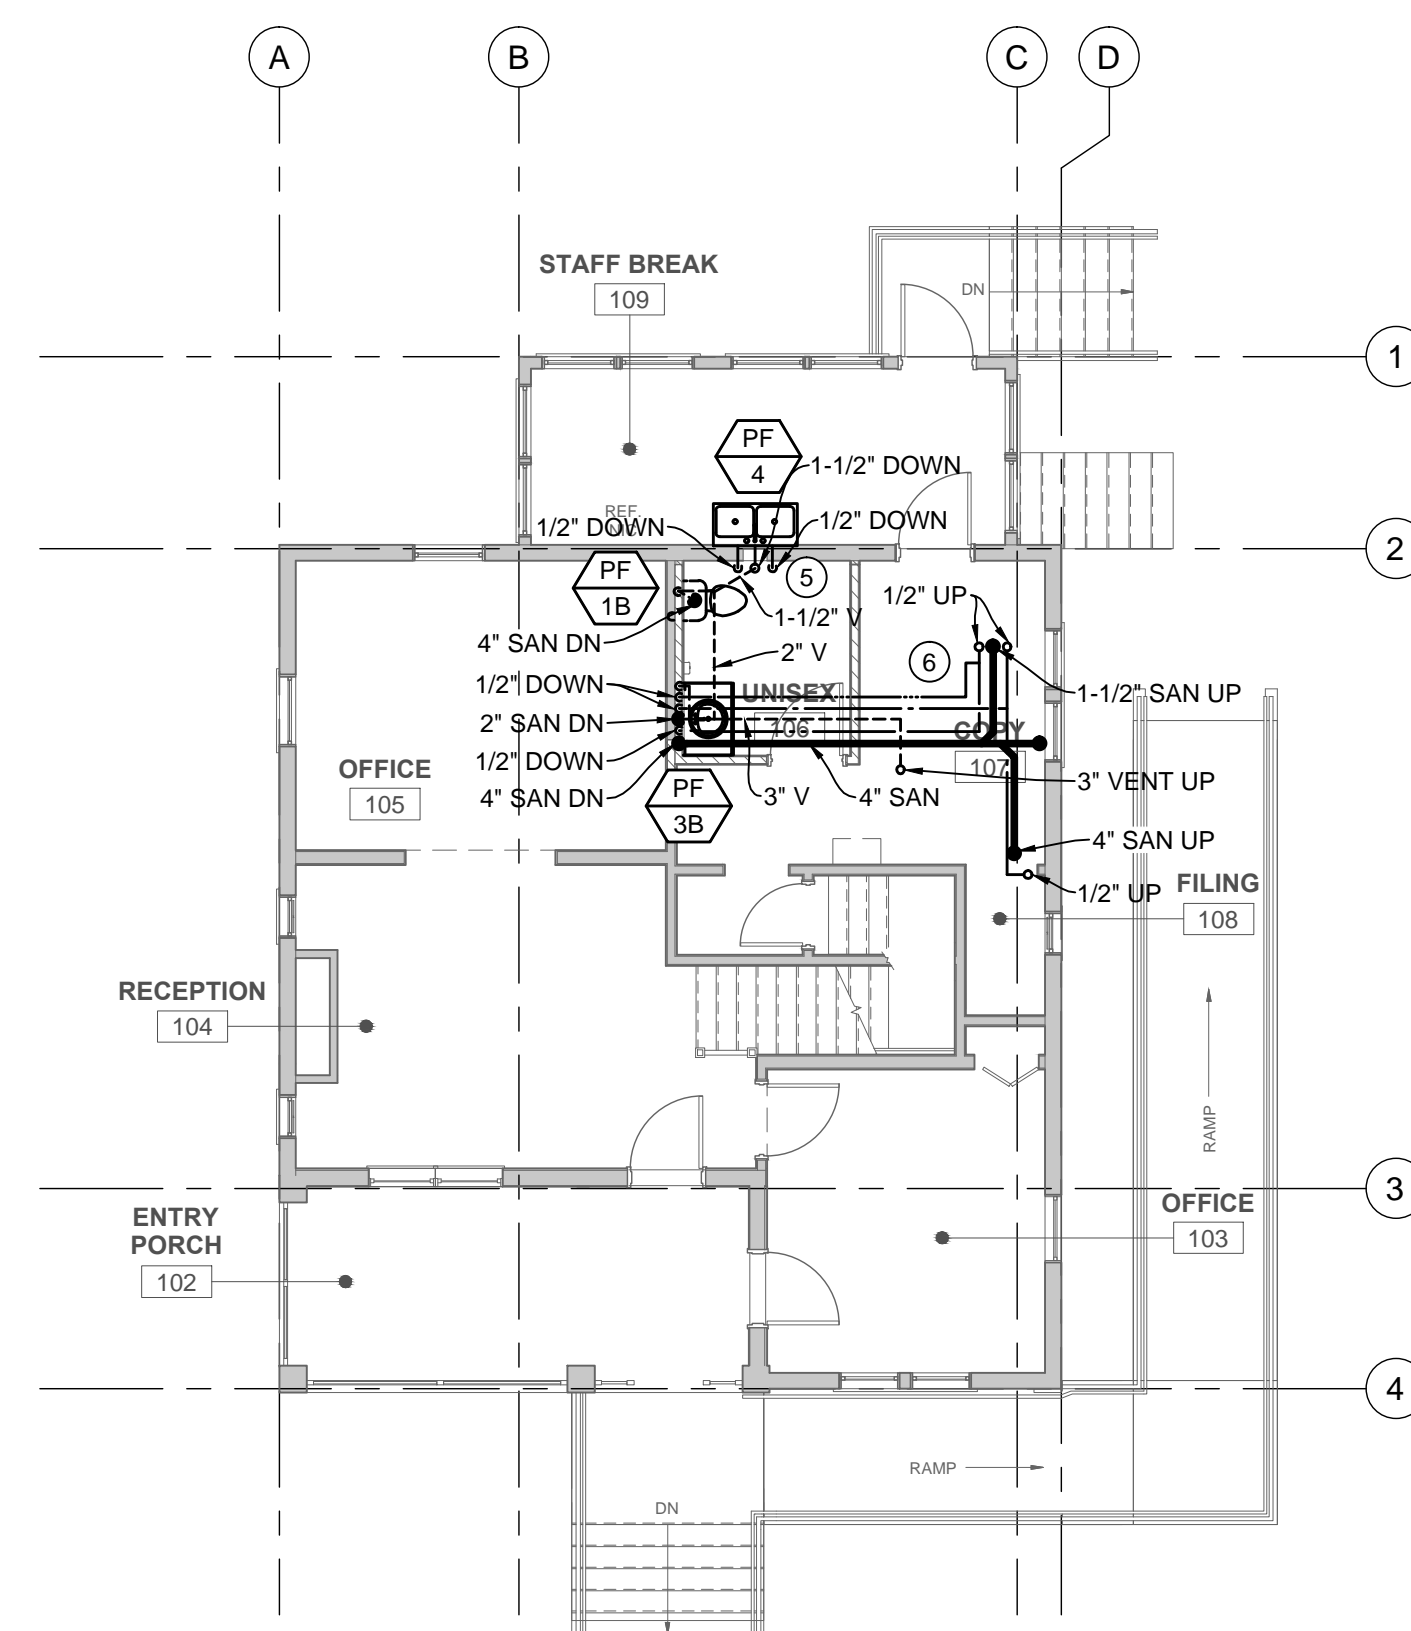 A
B
C
D
STAFF BREAK
109
DN
1
PF
4
1-1/2" DOWN
REF.
NIC
1/2" DOWN
1/2" DOWN
2
PF
1B
5
1/2" UP
1-1/2" V
4" SAN DN
2" V
6
1/2" DOWN
UNISEX
1-1/2" SAN UP
2" SAN DN
106
COPY
1/2" DOWN
OFFICE
107
3" VENT UP
105
4" SAN DN
PF
3B
3" V
4" SAN
4" SAN UP
FILING
1/2" UP
108
RECEPTION
104
RAMP
3
ENTRY
PORCH
102
OFFICE
103
4
RAMP
DN